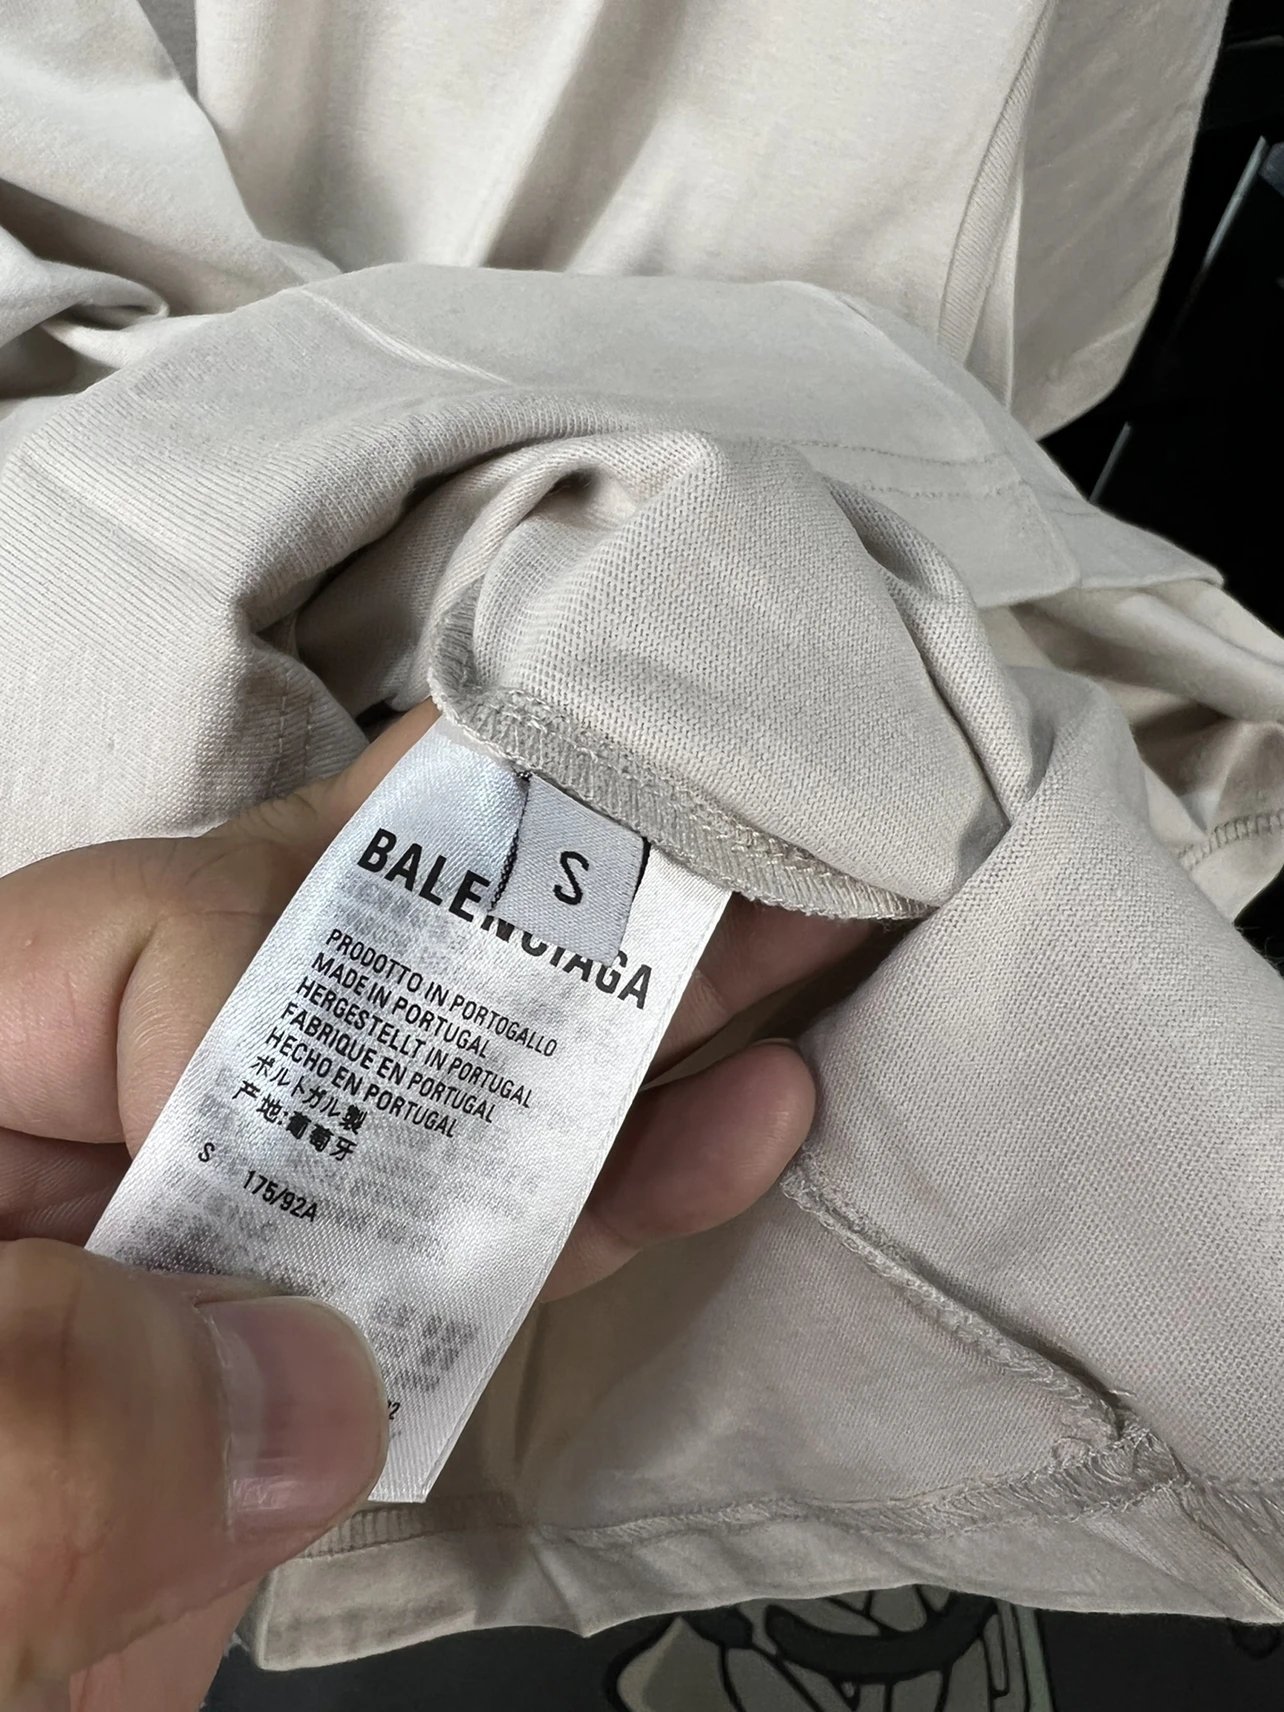 S
BALENCIAGA
PRODOTTO IN PORTOGALLO
MADE IN PORTUGAL
HERGESTELLT IN PORTUGAL
FABRIQUE EN PORTUGAL
HECHO EN PORTUGAL
ポルトガル製
产地:葡萄牙
S 175/92A